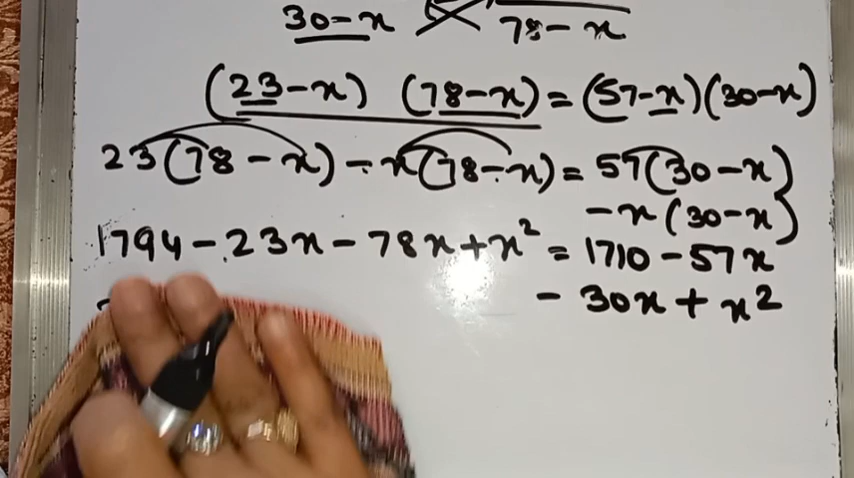 30-x 78-x
(23-x) (78-x) = (57-x)(30-x)
23(78-x) - x(78-x) = 57(30-x)
-x(30-x)
1794-23x-78x+x² = 1710-57x
- 30x + x²